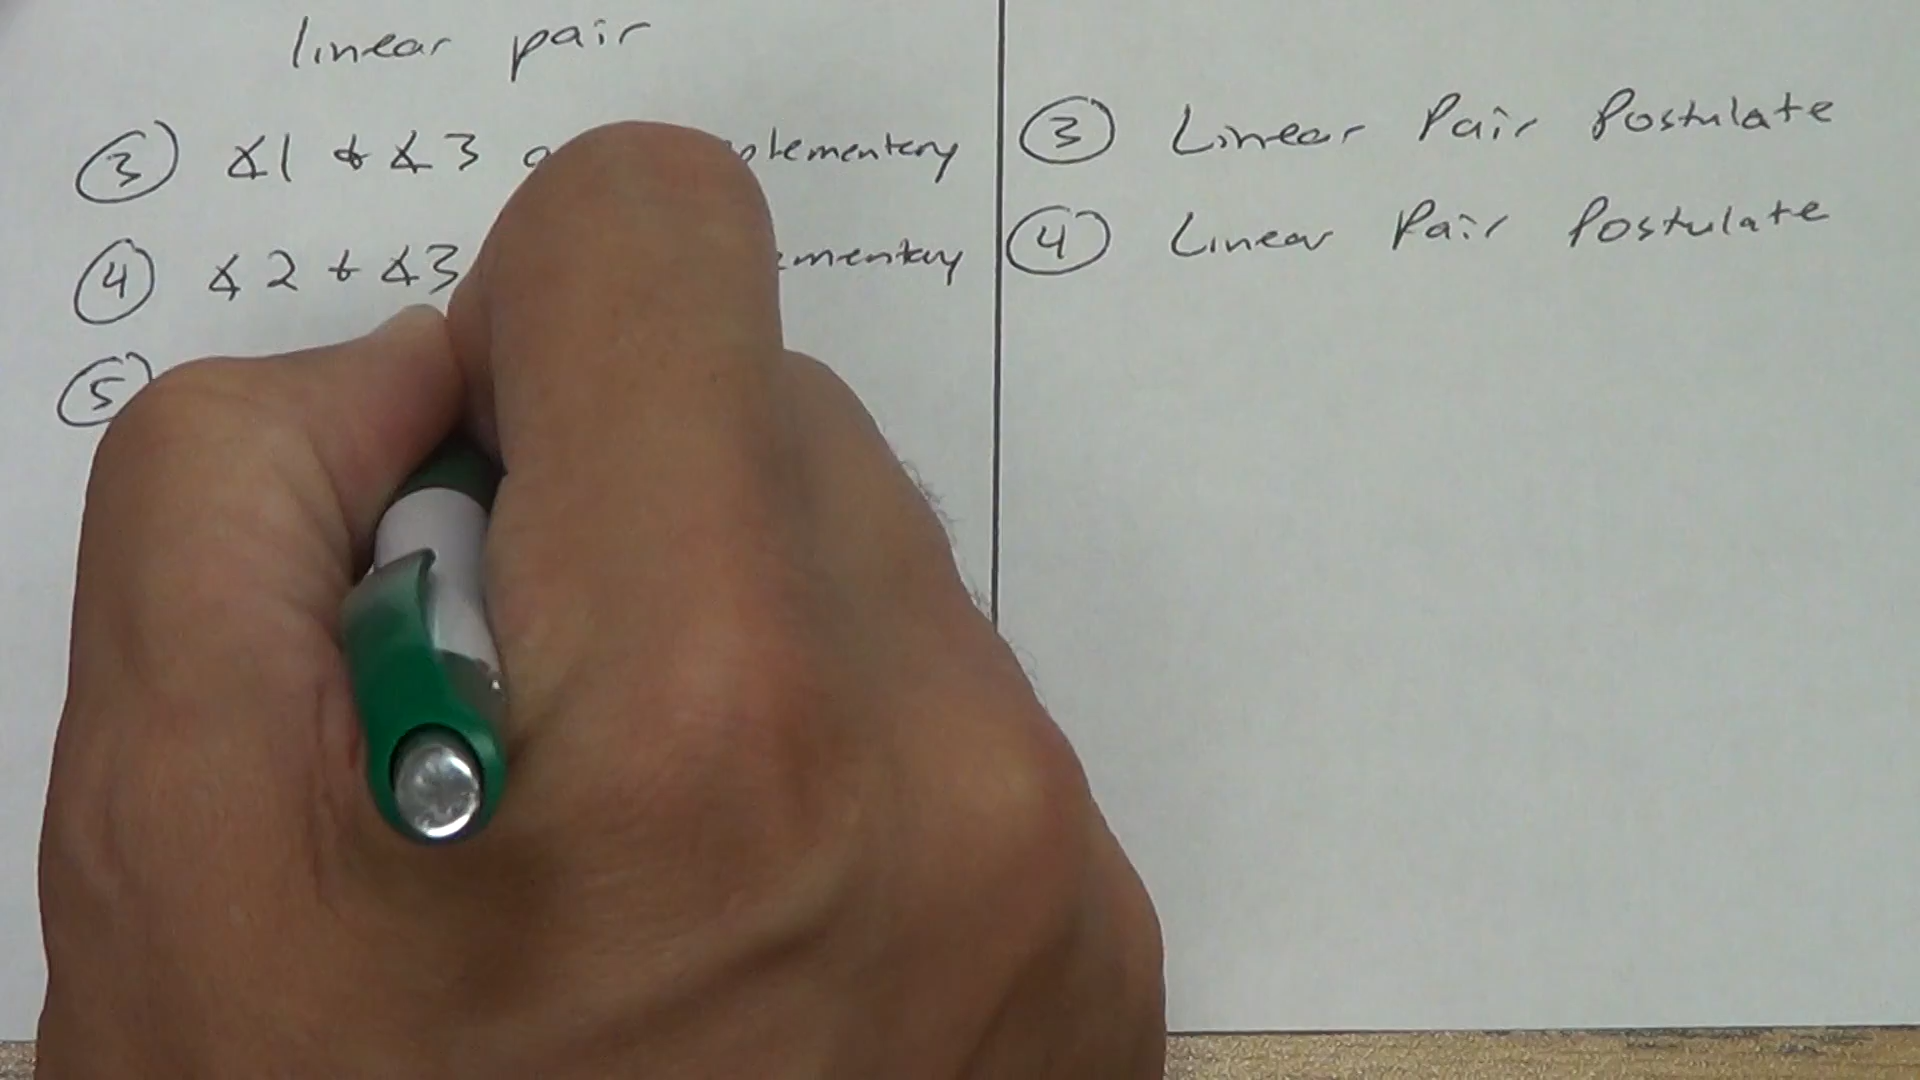 linear pair
③ ∡1 + ∡3
④ ∡2 + ∡3
⑤
③ Linear Pair Postulate
④ Linear Pair Postulate